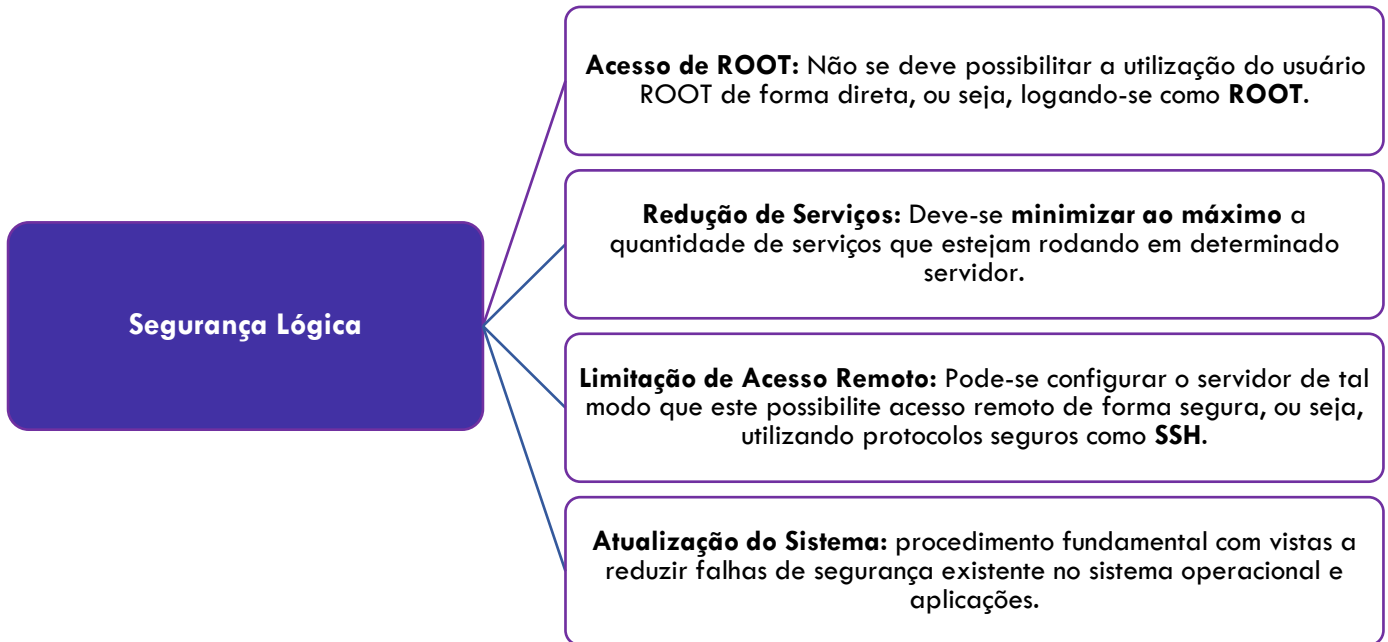 Segurança Lógica
Acesso de ROOT: Não se deve possibilitar a utilização do usuário
ROOT de forma direta, ou seja, logando-se como ROOT.
Redução de Serviços: Deve-se minimizar ao máximo a
quantidade de serviços que estejam rodando em determinado
servidor.
Limitação de Acesso Remoto: Pode-se configurar o servidor de tal
modo que este possibilite acesso remoto de forma segura, ou seja,
utilizando protocolos seguros como SSH.
Atualização do Sistema: procedimento fundamental com vistas a
reduzir falhas de segurança existente no sistema operacional e
aplicações.